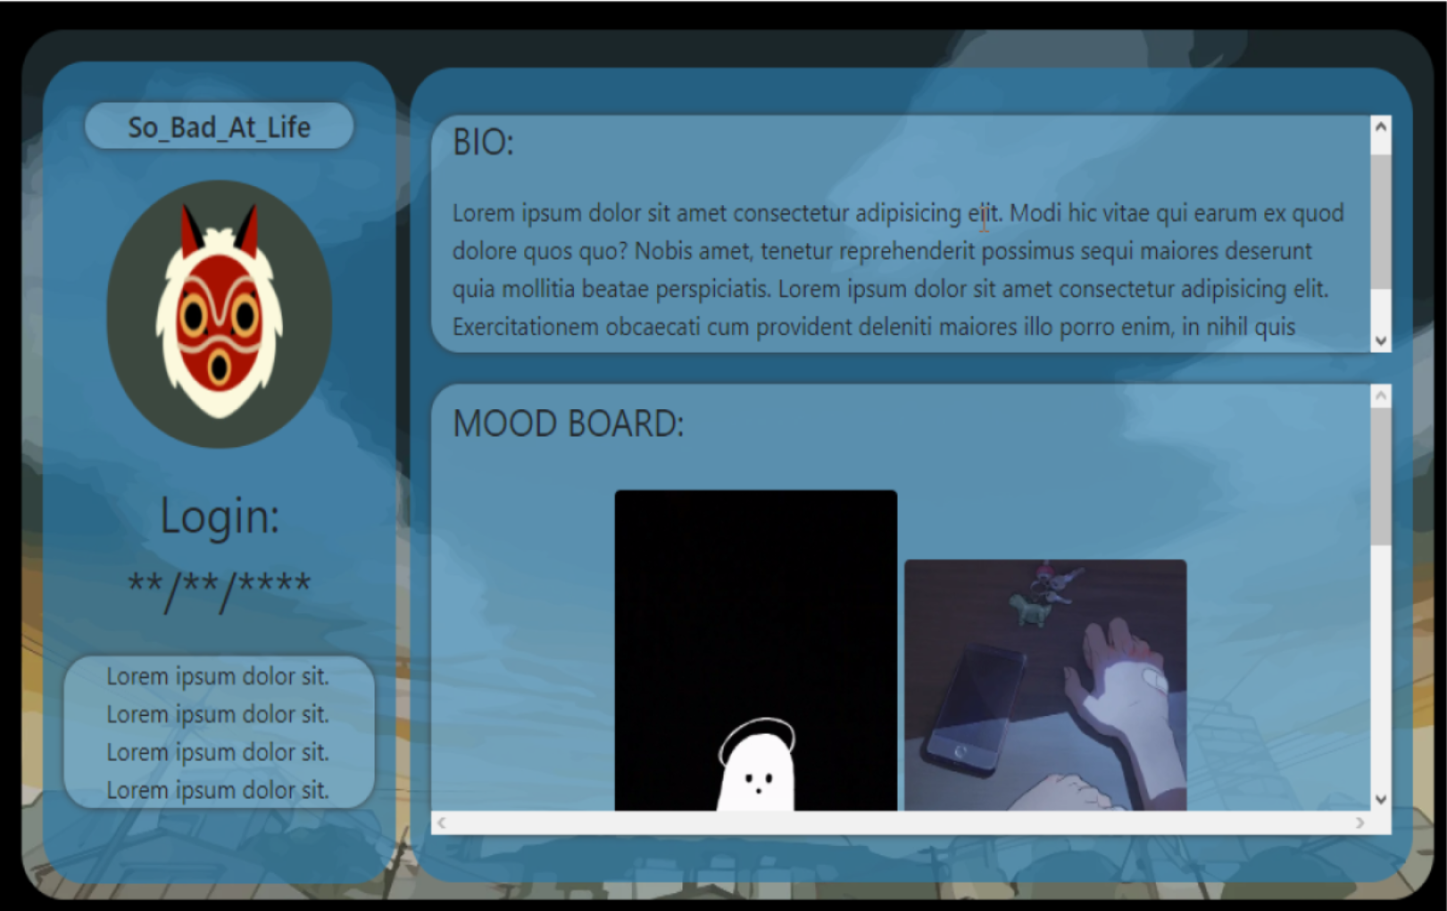 So_Bad_At_Life
Login:
**/**/****
Lorem ipsum dolor sit.
Lorem ipsum dolor sit.
Lorem ipsum dolor sit.
Lorem ipsum dolor sit.
BIO:
Lorem ipsum dolor sit amet consectetur adipisicing elit. Modi hic vitae qui earum ex quod
dolore quos quo? Nobis amet, tenetur reprehenderit possimus sequi maiores deserunt
quia mollitia beatae perspiciatis. Lorem ipsum dolor sit amet consectetur adipisicing elit.
Exercitationem obcaecati cum provident deleniti maiores illo porro enim, in nihil quis
MOOD BOARD: